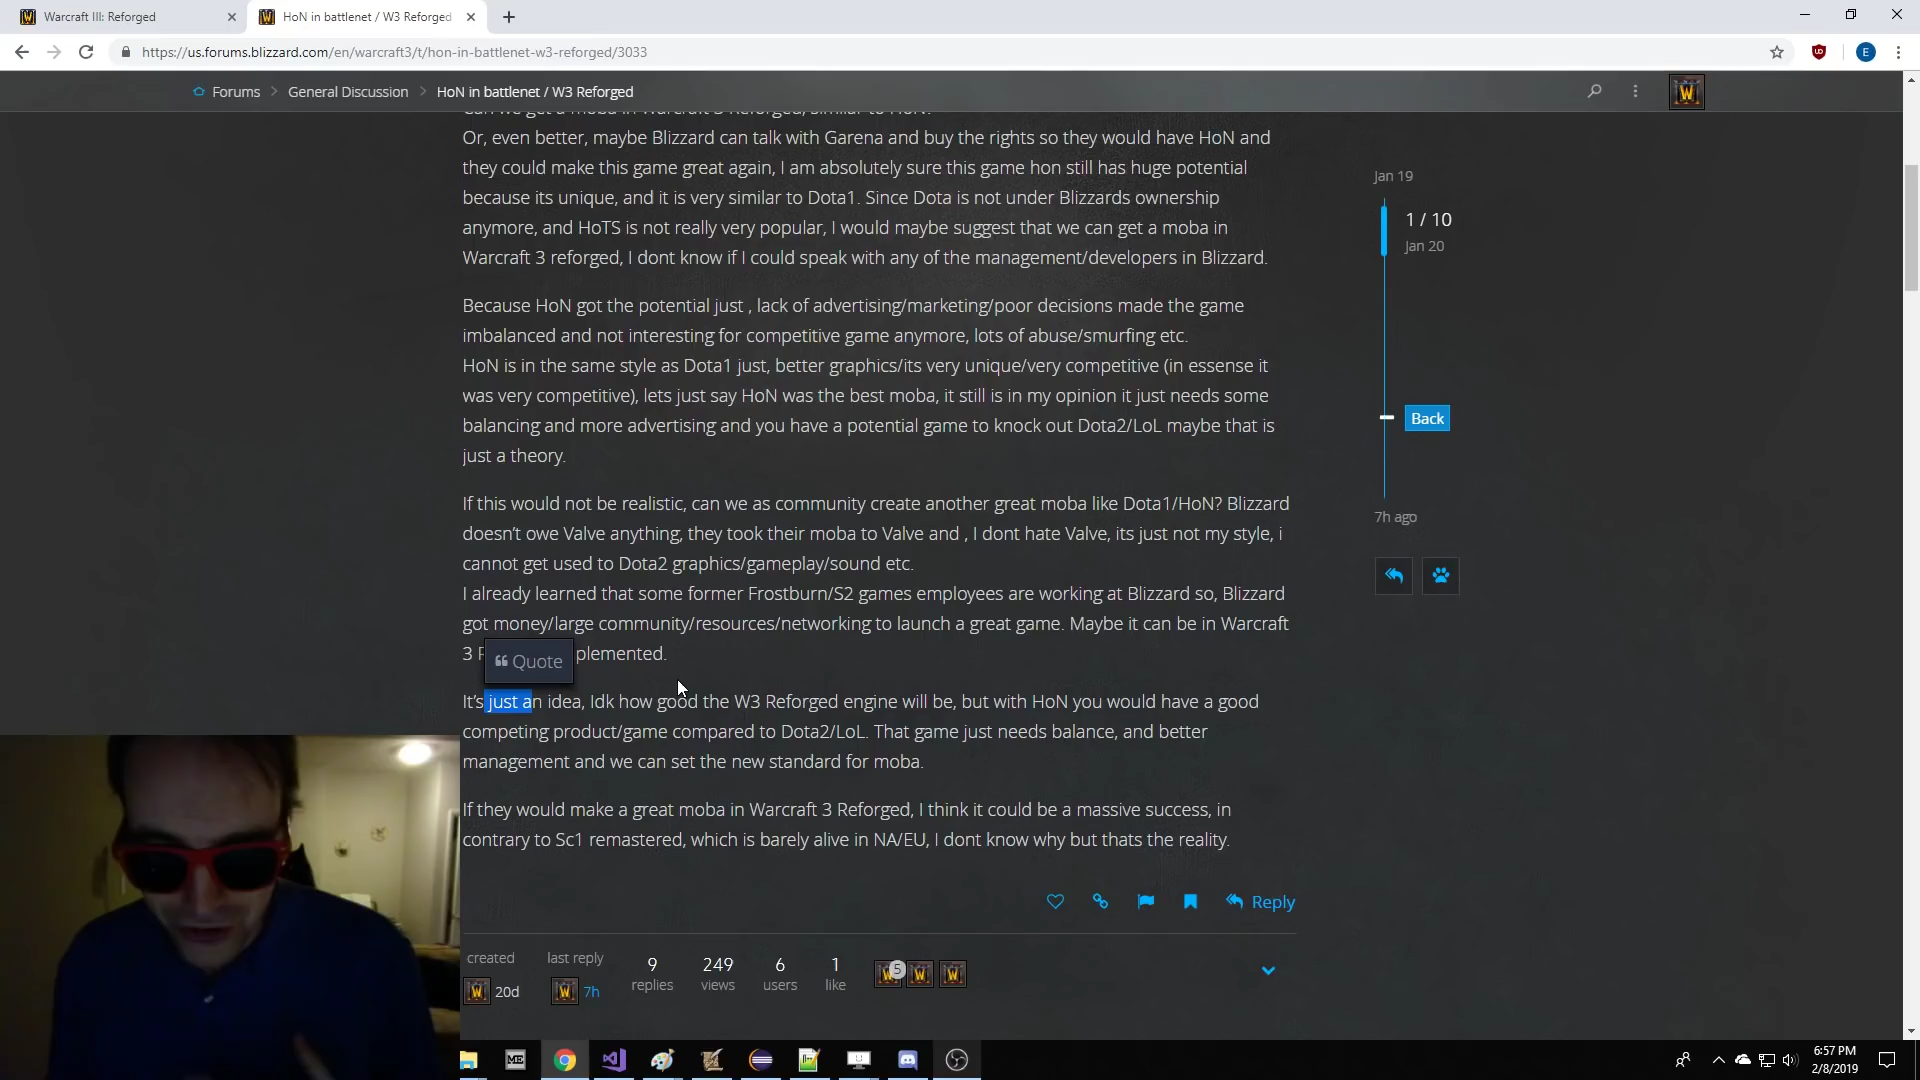 Warcraft III: Reforged
HoN in battlenet / W3 Reforged
https://us.forums.blizzard.com/en/warcraft3/t/hon-in-battlenet-w3-reforged/3033
E
Forums > General Discussion > HoN in battlenet / W3 Reforged
Can we get a moba in Warcraft 3 Reforged, similar to HoN?
Or, even better, maybe Blizzard can talk with Garena and buy the rights so they would have HoN and
they could make this game great again, I am absolutely sure this game hon still has huge potential
because its unique, and it is very similar to Dota1. Since Dota is not under Blizzards ownership
anymore, and HoTS is not really very popular, I would maybe suggest that we can get a moba in
Warcraft 3 reforged, I dont know if I could speak with any of the management/developers in Blizzard.
Because HoN got the potential just , lack of advertising/marketing/poor decisions made the game
imbalanced and not interesting for competitive game anymore, lots of abuse/smurfing etc.
HoN is in the same style as Dota1 just, better graphics/its very unique/very competitive (in essense it
was very competitive), lets just say HoN was the best moba, it still is in my opinion it just needs some
balancing and more advertising and you have a potential game to knock out Dota2/LoL maybe that is
just a theory.
If this would not be realistic, can we as community create another great moba like Dota1/HoN? Blizzard
doesn't owe Valve anything, they took their moba to Valve and , I dont hate Valve, its just not my style, i
cannot get used to Dota2 graphics/gameplay/sound etc.
I already learned that some former Frostburn/S2 games employees are working at Blizzard so, Blizzard
got money/large community/resources/networking to launch a great game. Maybe it can be in Warcraft
3 plemented.
Quote
It's just an idea, Idk how good the W3 Reforged engine will be, but with HoN you would have a good
competing product/game compared to Dota2/LoL. That game just needs balance, and better
management and we can set the new standard for moba.
If they would make a great moba in Warcraft 3 Reforged, I think it could be a massive success, in
contrary to Sc1 remastered, which is barely alive in NA/EU, I dont know why but thats the reality.
Reply
created last reply 9 249 6 1 5
20d 7h replies views users like
Jan 19
1 / 10
Jan 20
Back
7h ago
ME
6:57 PM
2/8/2019